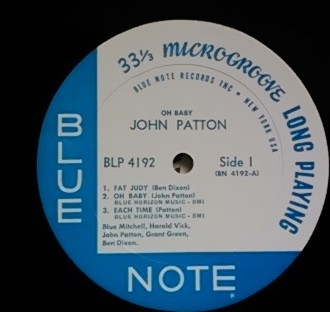 33⅓ MICROGROOVE LONG PLAYING
BLUE NOTE RECORDS INC • NEW YORK USA
OH BABY
JOHN PATTON
BLP 4192
Side 1
(BN 4192-A)
1. FAT JUDY (Ben Dixon)
2. OH BABY (John Patton)
BLUE HORIZON MUSIC - BMI
3. EACH TIME (Patton)
BLUE HORIZON MUSIC - BMI
Blue Mitchell, Harold Vick,
John Patton, Grant Green,
Ben Dixon.
BLUE
NOTE
R